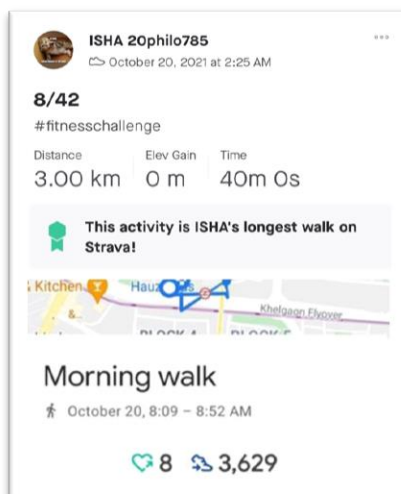 ISHA 20philo785
October 20, 2021 at 2:25 AM
8/42
#fitnesschallenge
Distance Elev Gain Time
3.00 km 0 m 40m 0s
This activity is ISHA's longest walk on
Strava!
Kitchen Hauz
&
Khelgaon Flyover
Morning walk
October 20, 8:09 – 8:52 AM
8 3,629